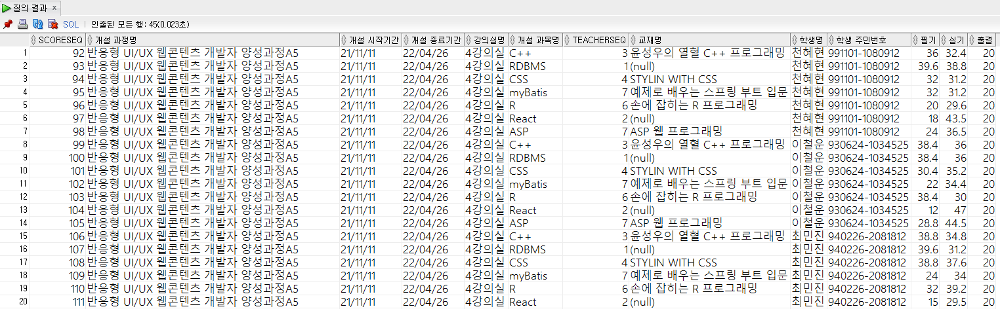 질의 결과 x
SQL | 인출된 모든 행: 45(0,023초)
SCORESEQ 개설 과정명 개설 시작기간 개설 종료기간 강의실명 개설 과목명 TEACHERSEQ 교재명 학생명 학생 주민번호 필기 실기 출결
1 92 반응형 UI/UX 웹콘텐츠 개발자 양성과정A5 21/11/11 22/04/26 4강의실 C++ 3 윤성우의 열혈 C++ 프로그래밍 천혜현 991101-1080912 36 32.4 20
2 93 반응형 UI/UX 웹콘텐츠 개발자 양성과정A5 21/11/11 22/04/26 4강의실 RDBMS 1 (null) 천혜현 991101-1080912 39.6 38.8 20
3 94 반응형 UI/UX 웹콘텐츠 개발자 양성과정A5 21/11/11 22/04/26 4강의실 CSS 4 STYLIN WITH CSS 천혜현 991101-1080912 32 31.2 20
4 95 반응형 UI/UX 웹콘텐츠 개발자 양성과정A5 21/11/11 22/04/26 4강의실 myBatis 7 예제로 배우는 스프링 부트 입문 천혜현 991101-1080912 32 31.2 20
5 96 반응형 UI/UX 웹콘텐츠 개발자 양성과정A5 21/11/11 22/04/26 4강의실 R 6 손에 잡히는 R 프로그래밍 천혜현 991101-1080912 20 29.6 20
6 97 반응형 UI/UX 웹콘텐츠 개발자 양성과정A5 21/11/11 22/04/26 4강의실 React 2 (null) 천혜현 991101-1080912 18 43.5 20
7 98 반응형 UI/UX 웹콘텐츠 개발자 양성과정A5 21/11/11 22/04/26 4강의실 ASP 7 ASP 웹 프로그래밍 천혜현 991101-1080912 24 36.5 20
8 99 반응형 UI/UX 웹콘텐츠 개발자 양성과정A5 21/11/11 22/04/26 4강의실 C++ 3 윤성우의 열혈 C++ 프로그래밍 이철운 930624-1034525 38.4 36 20
9 100 반응형 UI/UX 웹콘텐츠 개발자 양성과정A5 21/11/11 22/04/26 4강의실 RDBMS 1 (null) 이철운 930624-1034525 38.4 36 20
10 101 반응형 UI/UX 웹콘텐츠 개발자 양성과정A5 21/11/11 22/04/26 4강의실 CSS 4 STYLIN WITH CSS 이철운 930624-1034525 30.4 35.2 20
11 102 반응형 UI/UX 웹콘텐츠 개발자 양성과정A5 21/11/11 22/04/26 4강의실 myBatis 7 예제로 배우는 스프링 부트 입문 이철운 930624-1034525 22 34.4 20
12 103 반응형 UI/UX 웹콘텐츠 개발자 양성과정A5 21/11/11 22/04/26 4강의실 R 6 손에 잡히는 R 프로그래밍 이철운 930624-1034525 38.4 30 20
13 104 반응형 UI/UX 웹콘텐츠 개발자 양성과정A5 21/11/11 22/04/26 4강의실 React 2 (null) 이철운 930624-1034525 12 47 20
14 105 반응형 UI/UX 웹콘텐츠 개발자 양성과정A5 21/11/11 22/04/26 4강의실 ASP 7 ASP 웹 프로그래밍 이철운 930624-1034525 28.8 44.5 20
15 106 반응형 UI/UX 웹콘텐츠 개발자 양성과정A5 21/11/11 22/04/26 4강의실 C++ 3 윤성우의 열혈 C++ 프로그래밍 최민진 940226-2081812 38.8 34.8 20
16 107 반응형 UI/UX 웹콘텐츠 개발자 양성과정A5 21/11/11 22/04/26 4강의실 RDBMS 1 (null) 최민진 940226-2081812 39.6 31.2 20
17 108 반응형 UI/UX 웹콘텐츠 개발자 양성과정A5 21/11/11 22/04/26 4강의실 CSS 4 STYLIN WITH CSS 최민진 940226-2081812 38.8 37.6 20
18 109 반응형 UI/UX 웹콘텐츠 개발자 양성과정A5 21/11/11 22/04/26 4강의실 myBatis 7 예제로 배우는 스프링 부트 입문 최민진 940226-2081812 24 34 20
19 110 반응형 UI/UX 웹콘텐츠 개발자 양성과정A5 21/11/11 22/04/26 4강의실 R 6 손에 잡히는 R 프로그래밍 최민진 940226-2081812 32 39.2 20
20 111 반응형 UI/UX 웹콘텐츠 개발자 양성과정A5 21/11/11 22/04/26 4강의실 React 2 (null) 최민진 940226-2081812 15 29.5 20